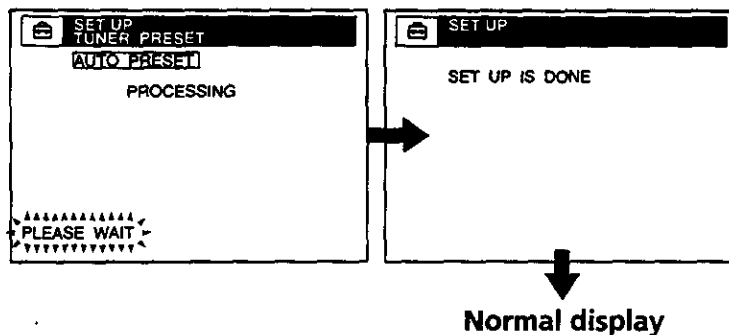 SET UP
TUNER PRESET
AUTO PRESET
PROCESSING
PLEASE WAIT
SET UP
SET UP IS DONE
Normal display